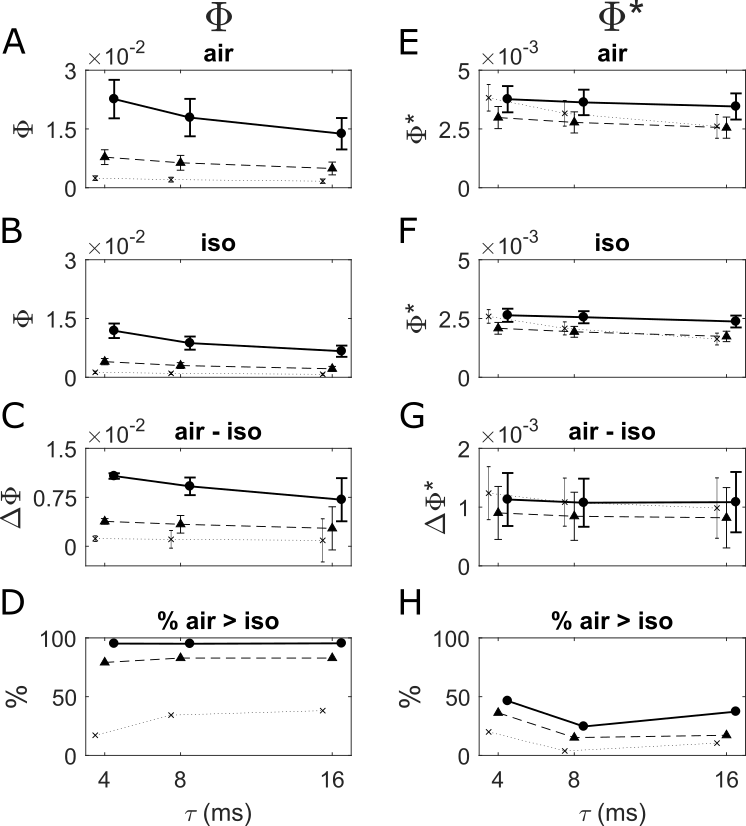 Φ
Φ*
A
×10-2
air
3
1.5
0
Φ
E
×10-3
air
5
2.5
0
Φ*
B
×10-2
iso
3
1.5
0
Φ
F
×10-3
iso
5
2.5
0
Φ*
C
×10-2
air - iso
1.5
0.75
0
ΔΦ
G
×10-3
air - iso
2
1
0
ΔΦ*
D
% air > iso
100
50
0
%
4 8 16
τ (ms)
H
% air > iso
100
50
0
%
4 8 16
τ (ms)